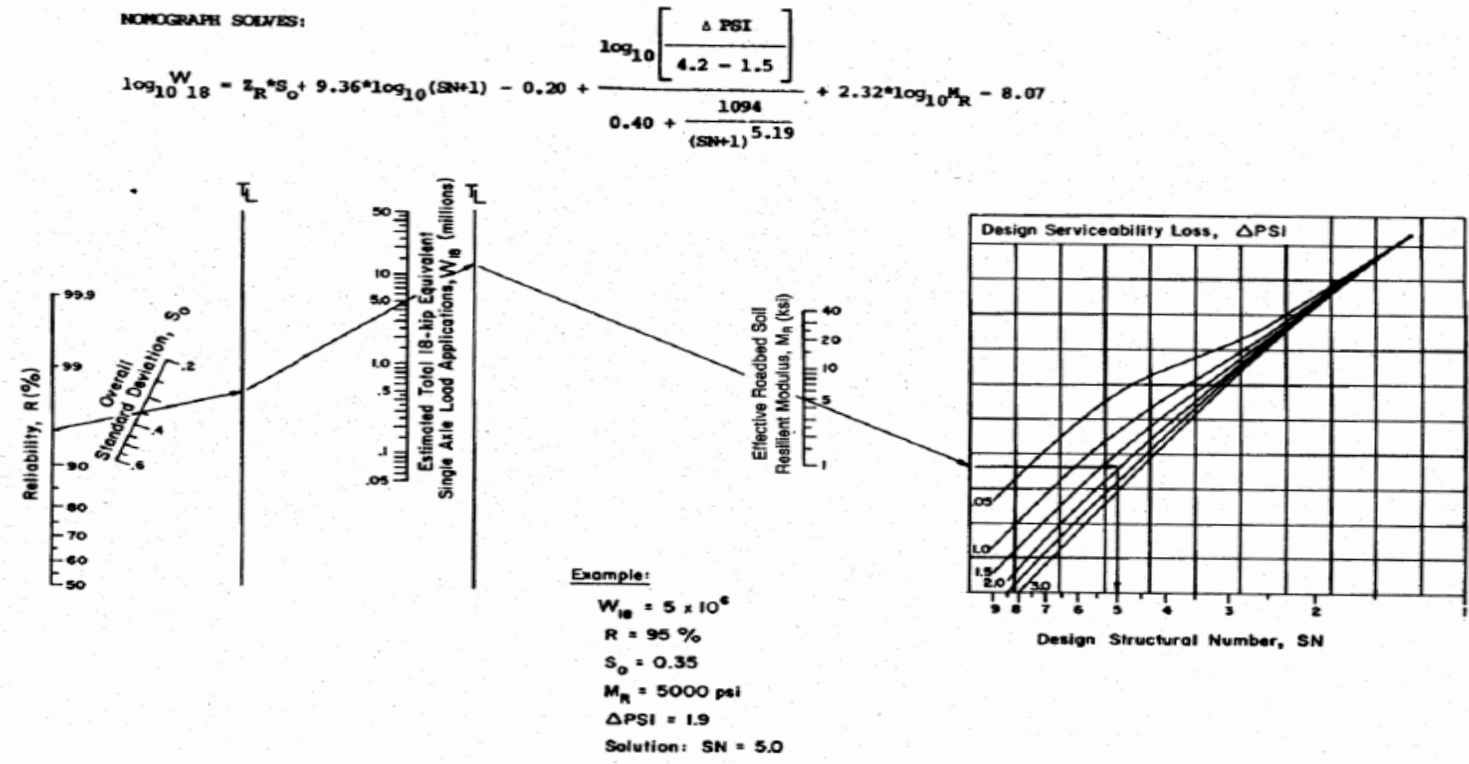 NOMOGRAPH SOLVES:
log10 W18 = ZR*So + 9.36*log10(SN+1) - 0.20 + log10[Δ PSI / 4.2 - 1.5] / 0.40 + 1094 / (SN+1)5.19 + 2.32*log10MR - 8.07
TL
TL
Reliability, R (%)
99.9
99
90
80
70
60
50
Overall
Standard Deviation, So
.2
.4
.6
Estimated Total 18-kip Equivalent
Single Axle Load Applications, W18 (millions)
50
10
5.0
1.0
.5
.1
.05
Effective Roadbed Soil
Resilient Modulus, MR (ksi)
40
20
10
5
1
Design Serviceability Loss, ΔPSI
.05
1.0
1.5
2.0
3.0
9 8 7 6 5 4 3 2 1
Design Structural Number, SN
Example:
W18 = 5 x 10⁶
R = 95 %
So = 0.35
MR = 5000 psi
ΔPSI = 1.9
Solution: SN = 5.0